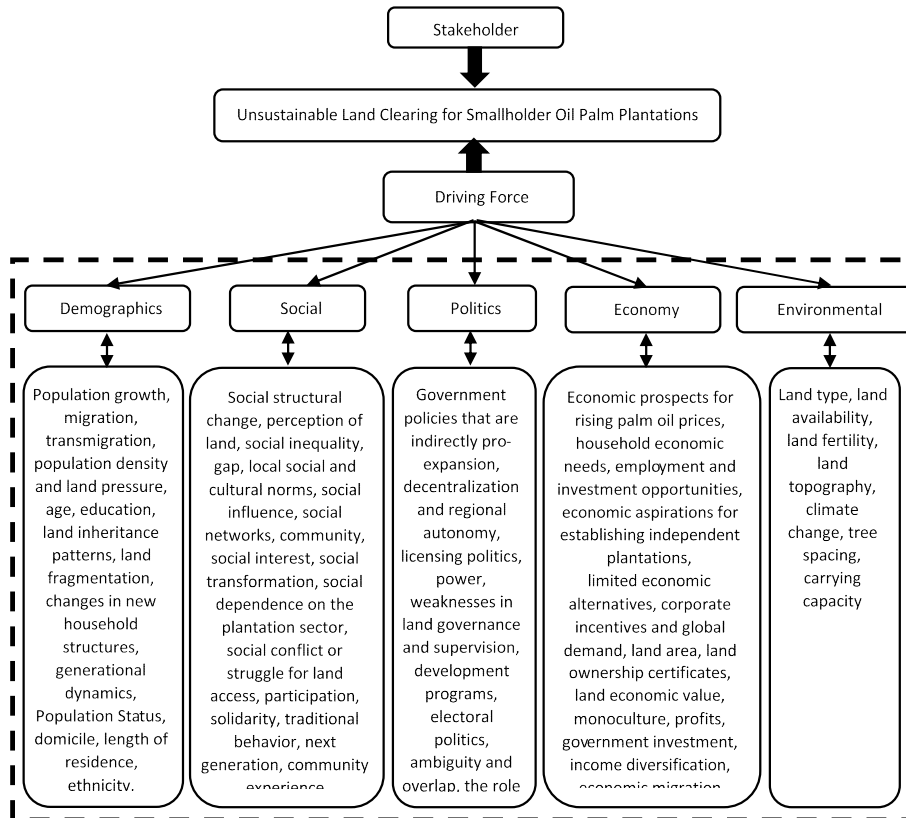 Stakeholder
Unsustainable Land Clearing for Smallholder Oil Palm Plantations
Driving Force
Demographics
Social
Politics
Economy
Environmental
Population growth,
migration,
transmigration,
population density
and land pressure,
age, education,
land inheritance
patterns, land
fragmentation,
changes in new
household
structures,
generational
dynamics,
Population Status,
domicile, length of
residence,
ethnicity.
Social structural
change, perception of
land, social inequality,
gap, local social and
cultural norms, social
influence, social
networks, community,
social interest, social
transformation, social
dependence on the
plantation sector,
social conflict or
struggle for land
access, participation,
solidarity, traditional
behavior, next
generation, community
experience
Government
policies that are
indirectly pro-
expansion,
decentralization
and regional
autonomy,
licensing politics,
power,
weaknesses in
land governance
and supervision,
development
programs,
electoral
politics,
ambiguity and
overlap, the role
Economic prospects for
rising palm oil prices,
household economic
needs, employment and
investment opportunities,
economic aspirations for
establishing independent
plantations,
limited economic
alternatives, corporate
incentives and global
demand, land area, land
ownership certificates,
land economic value,
monoculture, profits,
government investment,
income diversification,
economic migration
Land type, land
availability,
land fertility,
land
topography,
climate
change, tree
spacing,
carrying
capacity